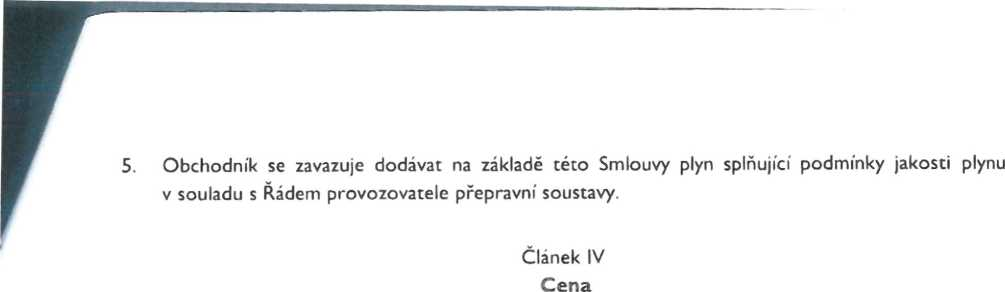 5. Obchodník se zavazuje dodávat na základě této Smlouvy plyn splňující podmínky jakosti plynu
v souladu s Řádem provozovatele přepravní soustavy.
Článek IV
Cena